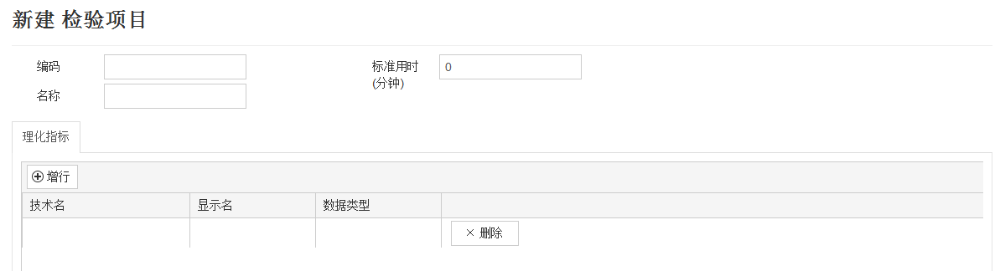 新建 检验项目
编码
标准用时
(分钟)
0
名称
理化指标
增行
技术名 显示名 数据类型
删除